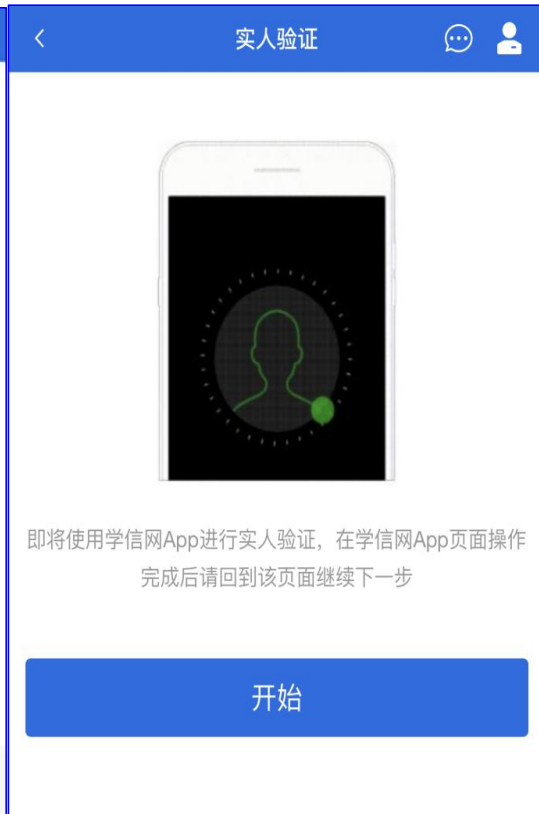 实人验证
即将使用学信网App进行实人验证，在学信网App页面操作
完成后请回到该页面继续下一步
开始